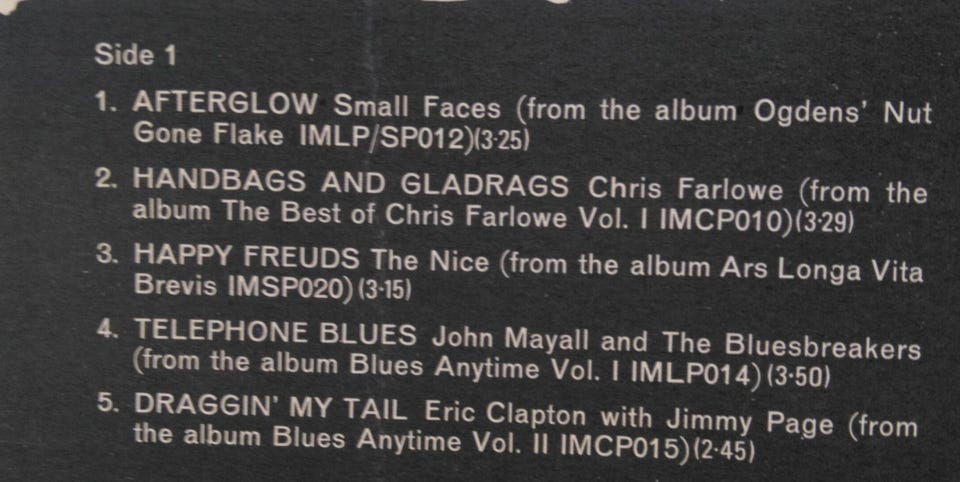 Side 1
1. AFTERGLOW Small Faces (from the album Ogdens' Nut
Gone Flake IMLP/SP012)(3·25)
2. HANDBAGS AND GLADRAGS Chris Farlowe (from the
album The Best of Chris Farlowe Vol. I IMCP010)(3·29)
3. HAPPY FREUDS The Nice (from the album Ars Longa Vita
Brevis IMSP020)(3·15)
4. TELEPHONE BLUES John Mayall and The Bluesbreakers
(from the album Blues Anytime Vol. I IMLP014)(3·50)
5. DRAGGIN' MY TAIL Eric Clapton with Jimmy Page (from
the album Blues Anytime Vol. II IMCP015)(2·45)